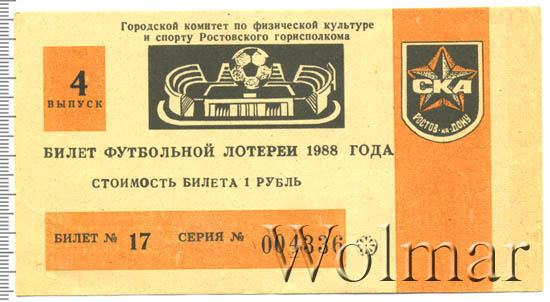 Городской комитет по физической культуре
и спорту Ростовского горисполкома
4
ВЫПУСК
СКА
РОСТОВ-на-ДОНУ
БИЛЕТ ФУТБОЛЬНОЙ ЛОТЕРЕИ 1988 ГОДА
СТОИМОСТЬ БИЛЕТА 1 РУБЛЬ
БИЛЕТ № 17 СЕРИЯ № 004336
Wolmar